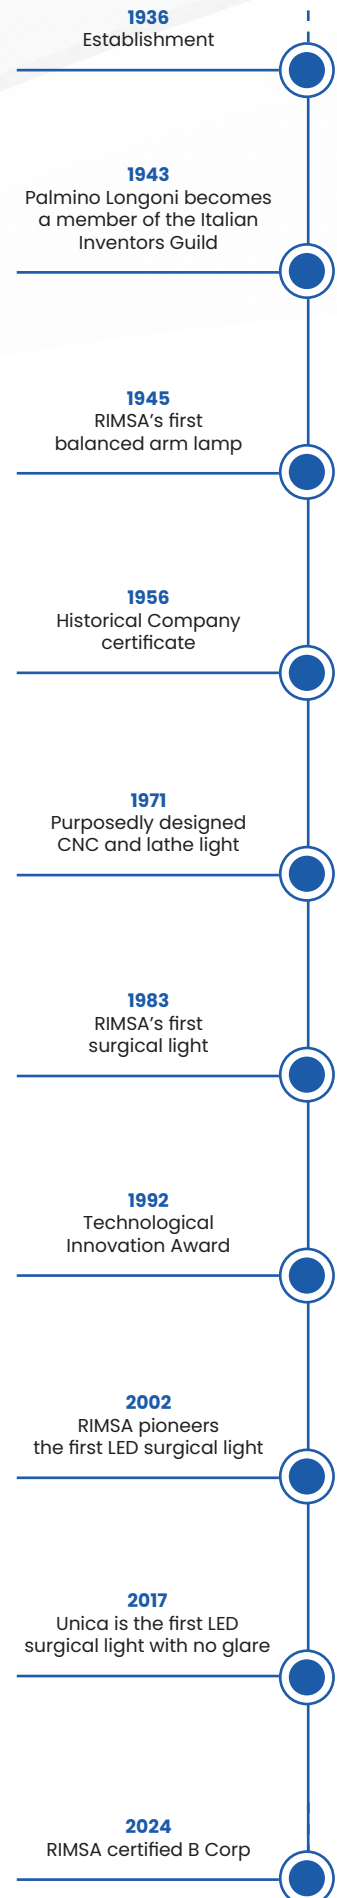 1936
Establishment
1943
Palmino Longoni becomes
a member of the Italian
Inventors Guild
1945
RIMSA’s first
balanced arm lamp
1956
Historical Company
certificate
1971
Purposedly designed
CNC and lathe light
1983
RIMSA’s first
surgical light
1992
Technological
Innovation Award
2002
RIMSA pioneers
the first LED surgical light
2017
Unica is the first LED
surgical light with no glare
2024
RIMSA certified B Corp